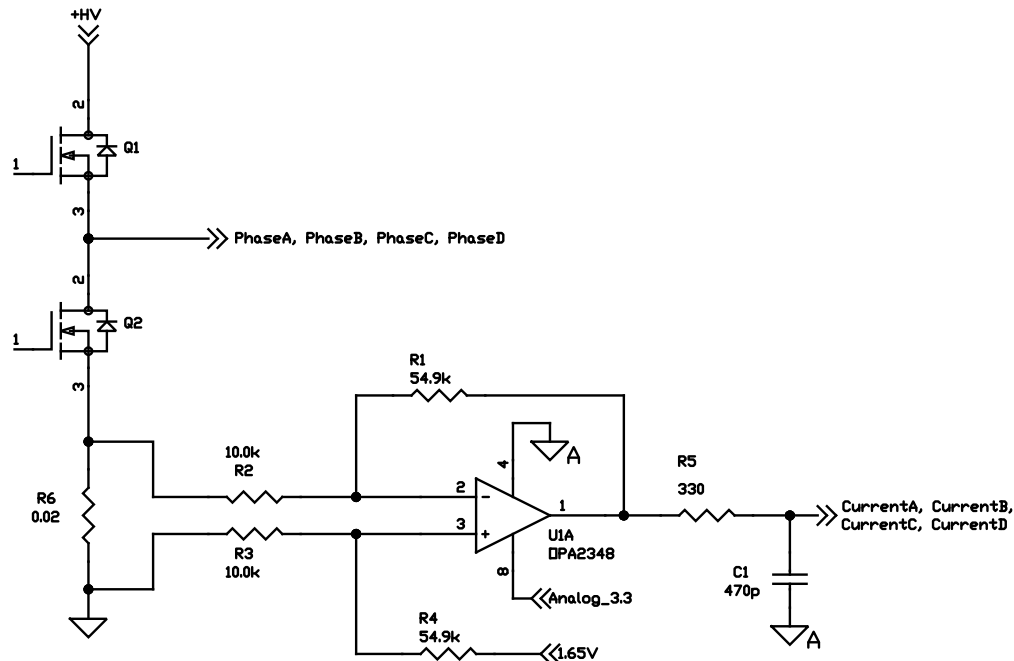 +HV
2
Q1
1
3
PhaseA, PhaseB, PhaseC, PhaseD
2
Q2
1
3
R1
54.9k
10.0k
R2
4
A
R5
330
2
-
1
3
+
R6
0.02
R3
10.0k
U1A
OPA2348
8
Analog_3.3
CurrentA, CurrentB,
CurrentC, CurrentD
C1
470p
A
R4
54.9k
1.65V